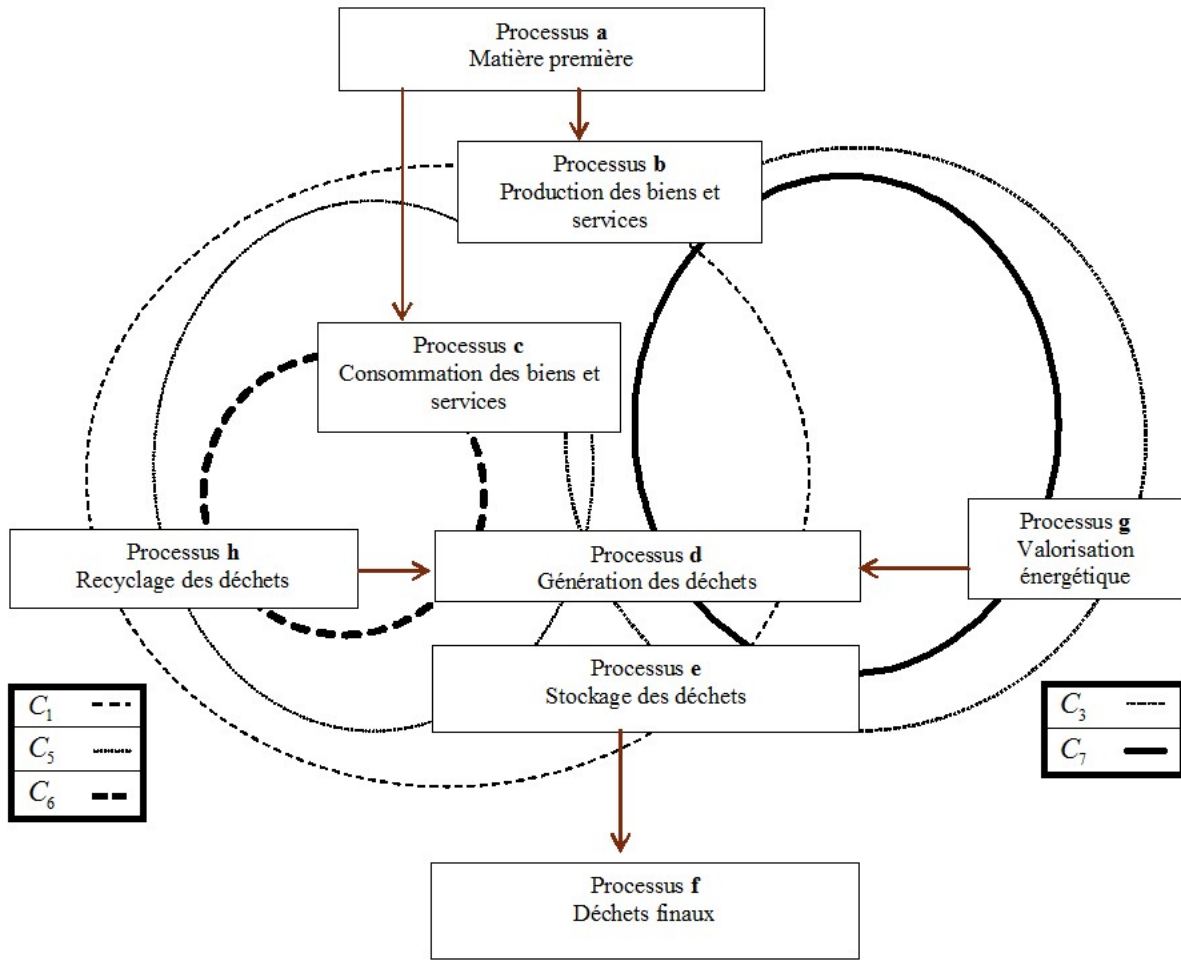 Processus a
Matière première
Processus b
Production des biens et
services
Processus c
Consommation des biens et
services
Processus h
Recyclage des déchets
Processus d
Génération des déchets
Processus g
Valorisation
énergétique
Processus e
Stockage des déchets
C1
C5
C6
C3
C7
Processus f
Déchets finaux